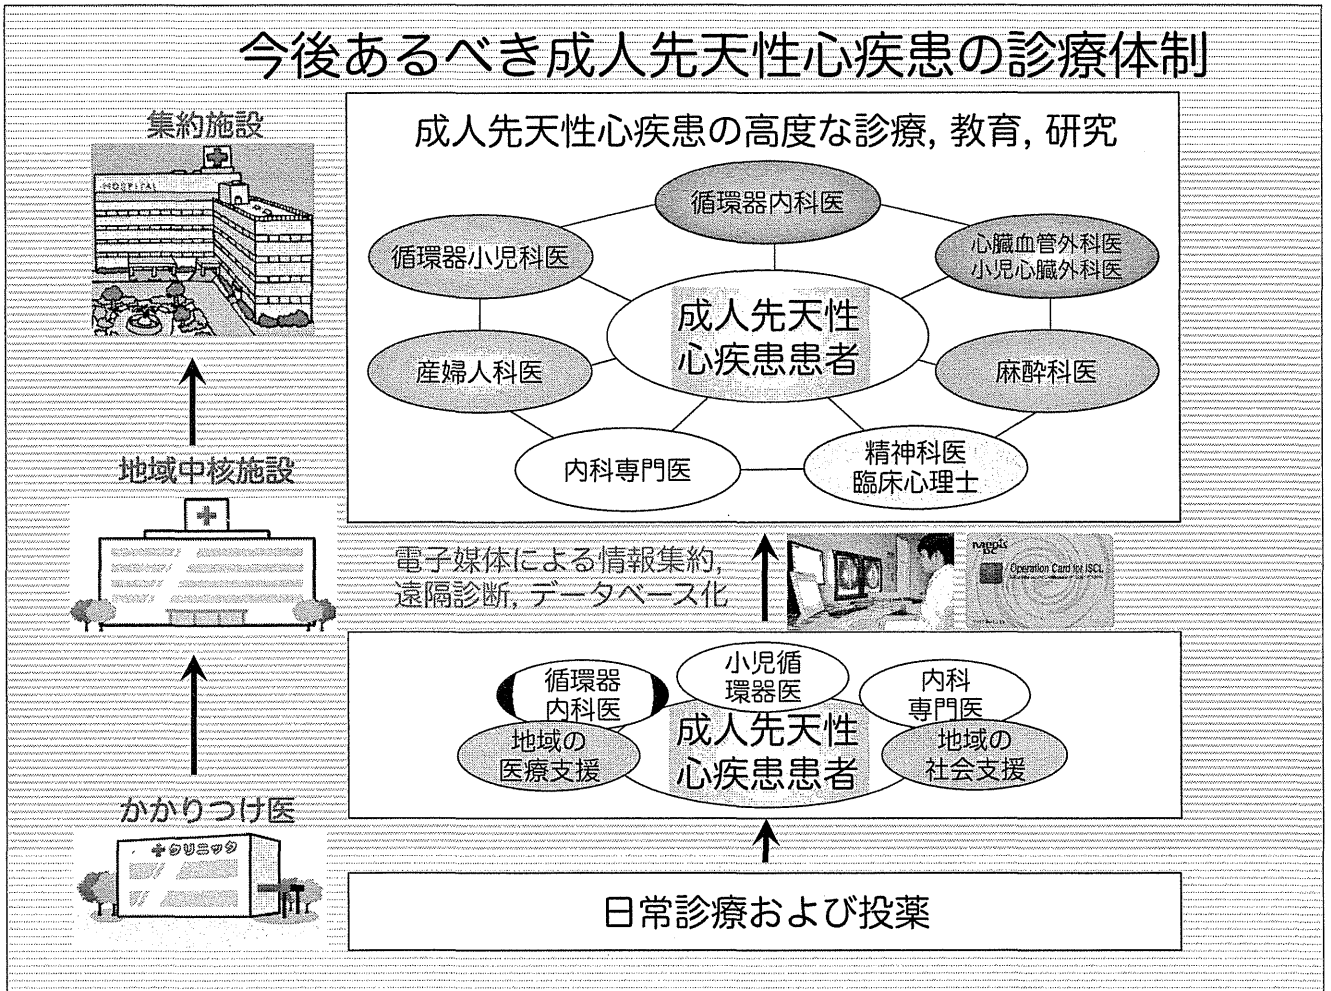 今後あるべき成人先天性心疾患の診療体制
集約施設
HOSPITAL
成人先天性心疾患の高度な診療, 教育, 研究
循環器内科医
循環器小児科医
心臓血管外科医
小児心臓外科医
成人先天性
心疾患患者
産婦人科医
麻酔科医
内科専門医
精神科医
臨床心理士
地域中核施設
電子媒体による情報集約,
遠隔診断, データベース化
Operation Card for ISCL
循環器
内科医
小児循
環器医
内科
専門医
地域の
医療支援
成人先天性
心疾患患者
地域の
社会支援
かかりつけ医
クリニック
日常診療および投薬